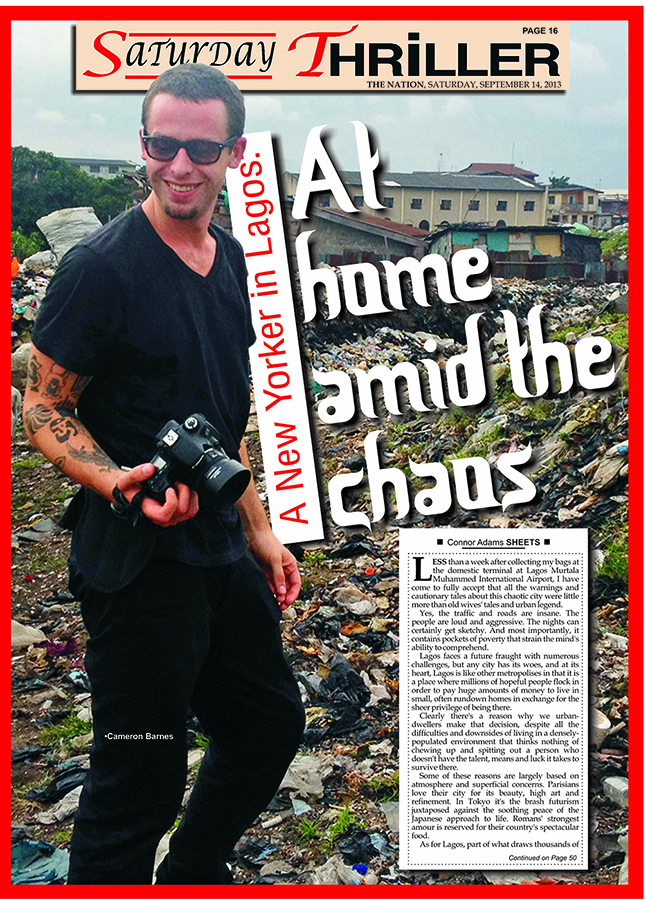 PAGE 16
SATURDAY THRILLER
THE NATION, SATURDAY, SEPTEMBER 14, 2013
A New Yorker in Lagos.
At
home
amid the
chaos
■ Connor Adams SHEETS ■
LESS than a week after collecting my bags at
the domestic terminal at Lagos Murtala
Muhammed International Airport, I have
come to fully accept that all the warnings and
cautionary tales about this chaotic city were little
more than old wives' tales and urban legend.
Yes, the traffic and roads are insane. The
people are loud and aggressive. The nights can
certainly get sketchy. And most importantly, it
contains pockets of poverty that strain the mind's
ability to comprehend.
Lagos faces a future fraught with numerous
challenges, but any city has its woes, and at its
heart, Lagos is like other metropolises in that it is
a place where millions of hopeful people flock in
order to pay huge amounts of money to live in
small, often rundown homes in exchange for the
sheer privilege of being there.
Clearly there's a reason why we urban-
dwellers make that decision, despite all the
difficulties and downsides of living in a densely-
populated environment that thinks nothing of
chewing up and spitting out a person who
doesn't have the talent, means and luck it takes to
survive there.
Some of these reasons are largely based on
atmosphere and superficial concerns. Parisians
love their city for its beauty, high art and
refinement. In Tokyo it's the brash futurism
juxtaposed against the soothing peace of the
Japanese approach to life. Romans' strongest
amour is reserved for their country's spectacular
food.
As for Lagos, part of what draws thousands of
Continued on Page 50
•Cameron Barnes